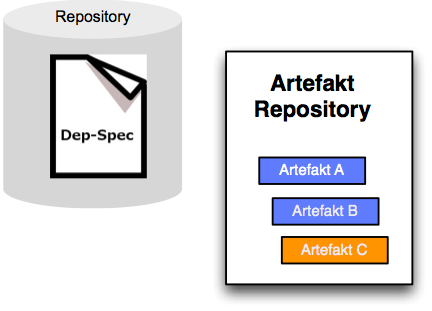 Repository
Dep-Spec
Artefakt
Repository
Artefakt A
Artefakt B
Artefakt C